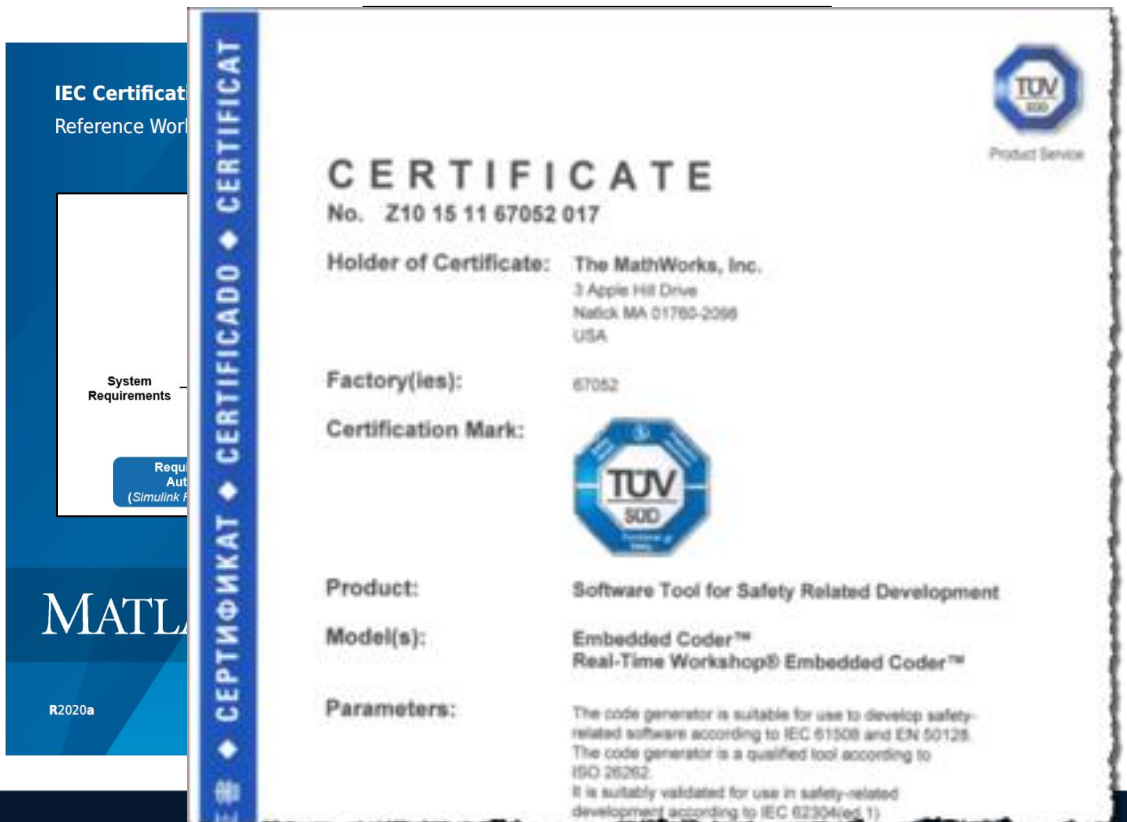 IEC Certificati
Reference Wor
System
Requirements
Requi
Aut
(Simulink R
MATLA
R2020a
CERTIFICAT ◆ CERTIFICADO ◆ CERTIFICAT ◆ СЕРТИФИКАТ ◆
TÜV
SÜD
Product Service
CERTIFICATE
No. Z10 15 11 67052 017
Holder of Certificate: The MathWorks, Inc.
3 Apple Hill Drive
Natick MA 01760-2098
USA
Factory(ies): 67052
Certification Mark:
TÜV
SÜD
Functional
Safety
Product: Software Tool for Safety Related Development
Model(s): Embedded Coder™
Real-Time Workshop® Embedded Coder™
Parameters: The code generator is suitable for use to develop safety-
related software according to IEC 61508 and EN 50128.
The code generator is a qualified tool according to
ISO 26262.
It is suitably validated for use in safety-related
development according to IEC 62304(ed.1)